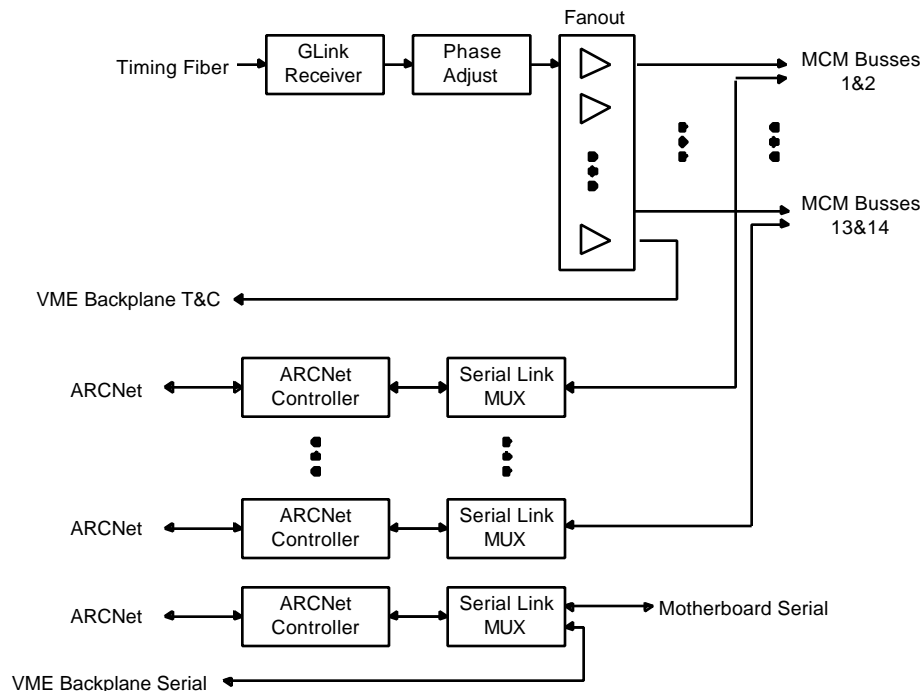 Fanout
Timing Fiber
GLink
Receiver
Phase
Adjust
MCM Busses
1&2
MCM Busses
13&14
VME Backplane T&C
ARCNet
ARCNet
Controller
Serial Link
MUX
ARCNet
ARCNet
Controller
Serial Link
MUX
ARCNet
ARCNet
Controller
Serial Link
MUX
Motherboard Serial
VME Backplane Serial